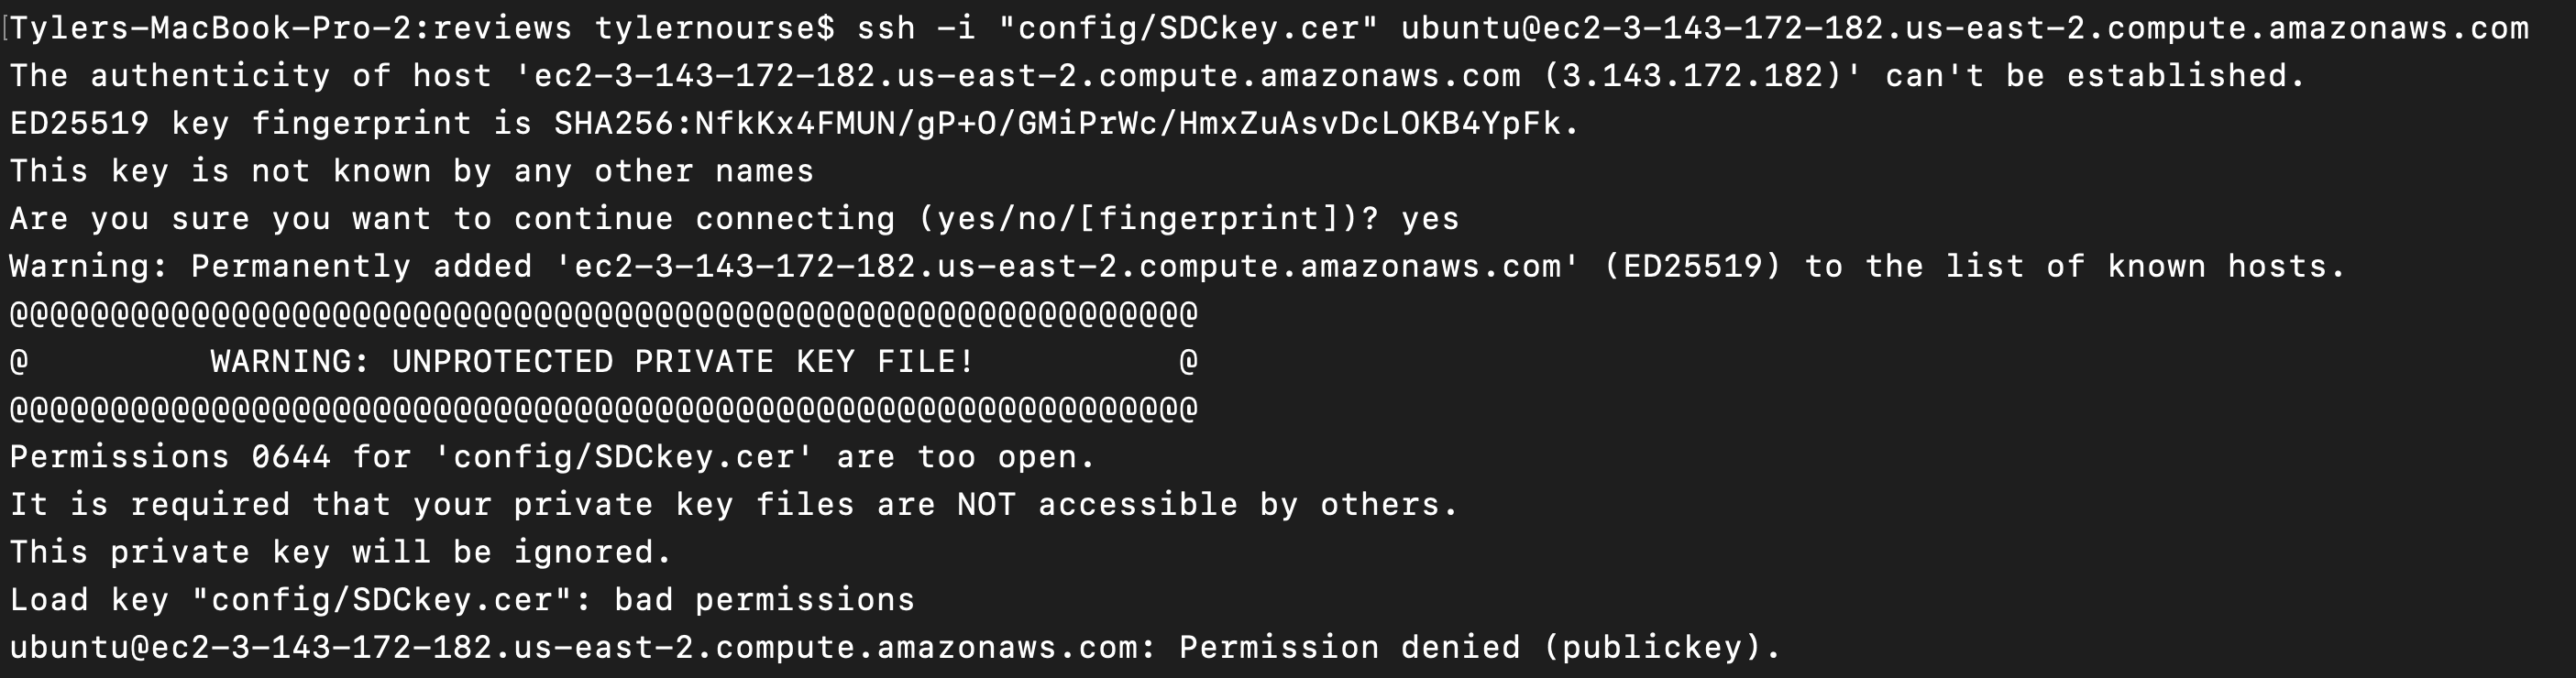 [Tylers-MacBook-Pro-2:reviews tylernourse$ ssh -i "config/SDCkey.cer" ubuntu@ec2-3-143-172-182.us-east-2.compute.amazonaws.com
The authenticity of host 'ec2-3-143-172-182.us-east-2.compute.amazonaws.com (3.143.172.182)' can't be established.
ED25519 key fingerprint is SHA256:NfkKx4FMUN/gP+O/GMiPrWc/HmxZuAsvDcLOKB4YpFk.
This key is not known by any other names
Are you sure you want to continue connecting (yes/no/[fingerprint])? yes
Warning: Permanently added 'ec2-3-143-172-182.us-east-2.compute.amazonaws.com' (ED25519) to the list of known hosts.
@@@@@@@@@@@@@@@@@@@@@@@@@@@@@@@@@@@@@@@@@@@@@@@@@@@@@@@@@@@
@         WARNING: UNPROTECTED PRIVATE KEY FILE!          @
@@@@@@@@@@@@@@@@@@@@@@@@@@@@@@@@@@@@@@@@@@@@@@@@@@@@@@@@@@@
Permissions 0644 for 'config/SDCkey.cer' are too open.
It is required that your private key files are NOT accessible by others.
This private key will be ignored.
Load key "config/SDCkey.cer": bad permissions
ubuntu@ec2-3-143-172-182.us-east-2.compute.amazonaws.com: Permission denied (publickey).